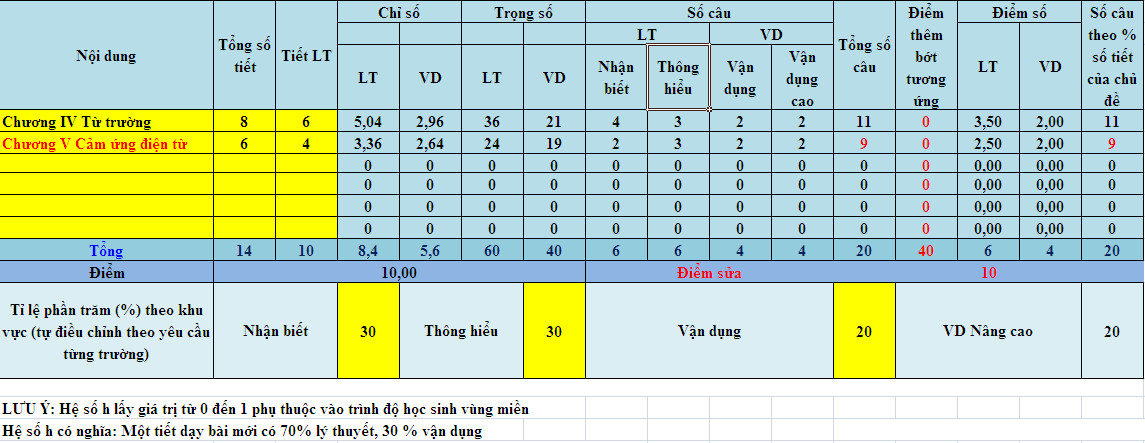 Nội dung Tổng số tiết Tiết LT Chỉ số Trọng số Số câu Tổng số câu Điểm thêm bớt tương ứng Điểm số Số câu theo % số tiết của chủ đề
LT VD
LT VD LT VD Nhận biết Thông hiểu Vận dụng Vận dụng cao LT VD
Chương IV Từ trường 8 6 5,04 2,96 36 21 4 3 2 2 11 0 3,50 2,00 11
Chương V Cảm ứng điện từ 6 4 3,36 2,64 24 19 2 3 2 2 9 0 2,50 2,00 9
0 0 0 0 0 0 0 0 0 0 0,00 0,00 0
0 0 0 0 0 0 0 0 0 0 0,00 0,00 0
0 0 0 0 0 0 0 0 0 0 0,00 0,00 0
0 0 0 0 0 0 0 0 0 0 0,00 0,00 0
Tổng 14 10 8,4 5,6 60 40 6 6 4 4 20 40 6 4 20
Điểm 10,00 Điểm sửa 10
Tỉ lệ phần trăm (%) theo khu vực (tự điều chỉnh theo yêu cầu từng trường) Nhận biết 30 Thông hiểu 30 Vận dụng 20 VD Nâng cao 20
LƯU Ý: Hệ số h lấy giá trị từ 0 đến 1 phụ thuộc vào trình độ học sinh vùng miền
Hệ số h có nghĩa: Một tiết dạy bài mới có 70% lý thuyết, 30 % vận dụng